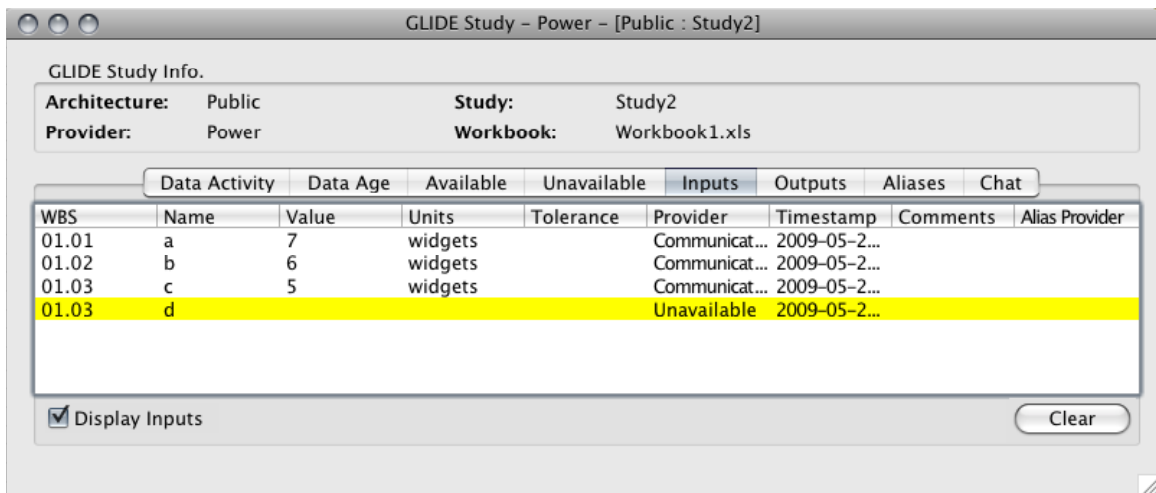 GLIDE Study – Power – [Public : Study2]
GLIDE Study Info.
Architecture: Public Study: Study2
Provider: Power Workbook: Workbook1.xls
Data Activity Data Age Available Unavailable Inputs Outputs Aliases Chat
WBS Name Value Units Tolerance Provider Timestamp Comments Alias Provider
01.01 a 7 widgets Communicat... 2009-05-2...
01.02 b 6 widgets Communicat... 2009-05-2...
01.03 c 5 widgets Communicat... 2009-05-2...
01.03 d Unavailable 2009-05-2...
Display Inputs Clear